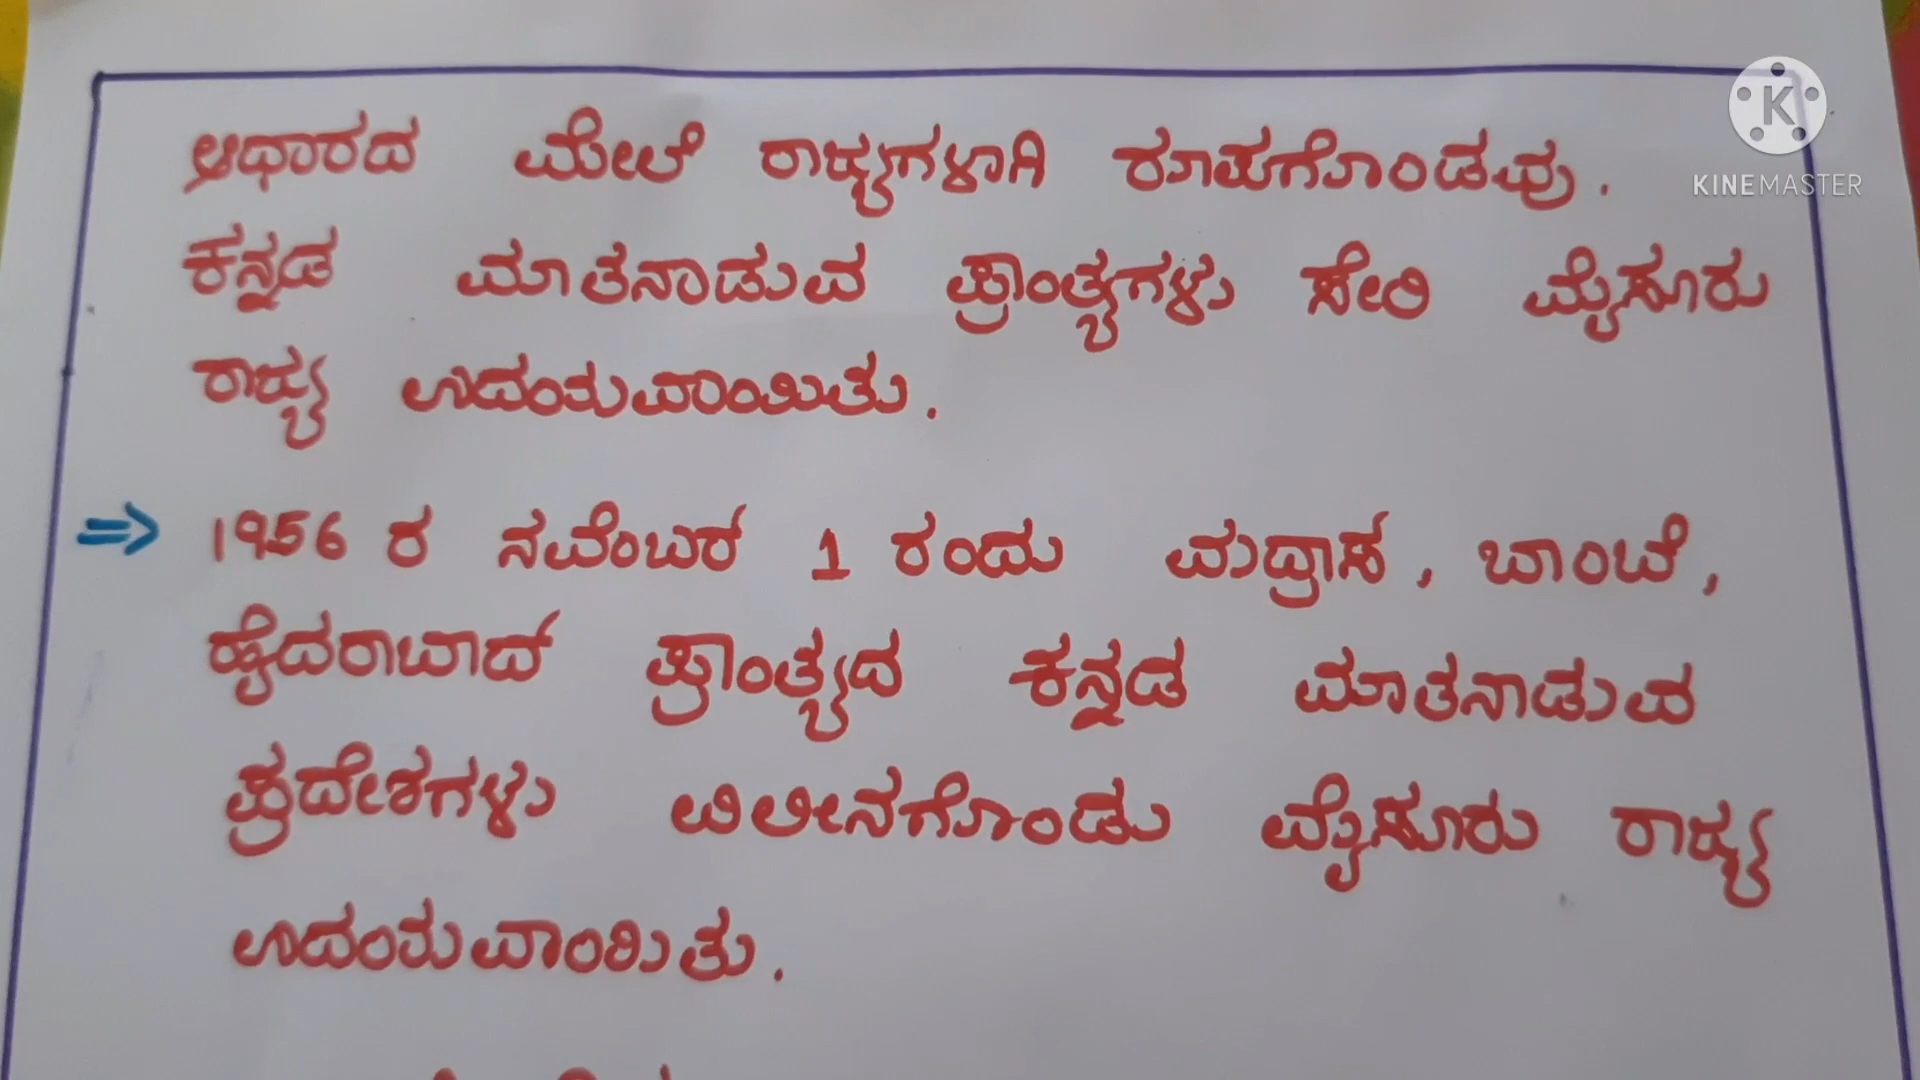 ಆಧಾರದ ಮೇಲೆ ರಾಜ್ಯಗಳಾಗಿ ರೂಪಗೊಂಡವು.
ಕನ್ನಡ ಮಾತನಾಡುವ ಪ್ರಾಂತ್ಯಗಳು ಸೇರಿ ಮೈಸೂರು
ರಾಜ್ಯ ಉದಯವಾಯಿತು.
⇒ 1956 ರ ನವೆಂಬರ್ 1 ರಂದು ಮದ್ರಾಸ, ಬಾಂಬೆ,
ಹೈದರಾಬಾದ್ ಪ್ರಾಂತ್ಯದ ಕನ್ನಡ ಮಾತನಾಡುವ
ಪ್ರದೇಶಗಳು ವಿಲೀನಗೊಂಡು ಮೈಸೂರು ರಾಜ್ಯ
ಉದಯವಾಯಿತು.
K
KINEMASTER